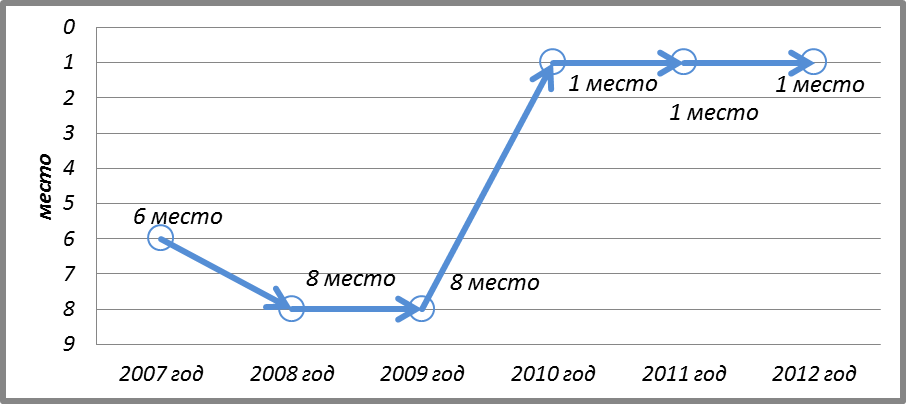 0
1
1 место
1 место
1 место
2
3
4
место
5
6 место
6
7
8 место
8 место
8
9
2007 год
2008 год
2009 год
2010 год
2011 год
2012 год